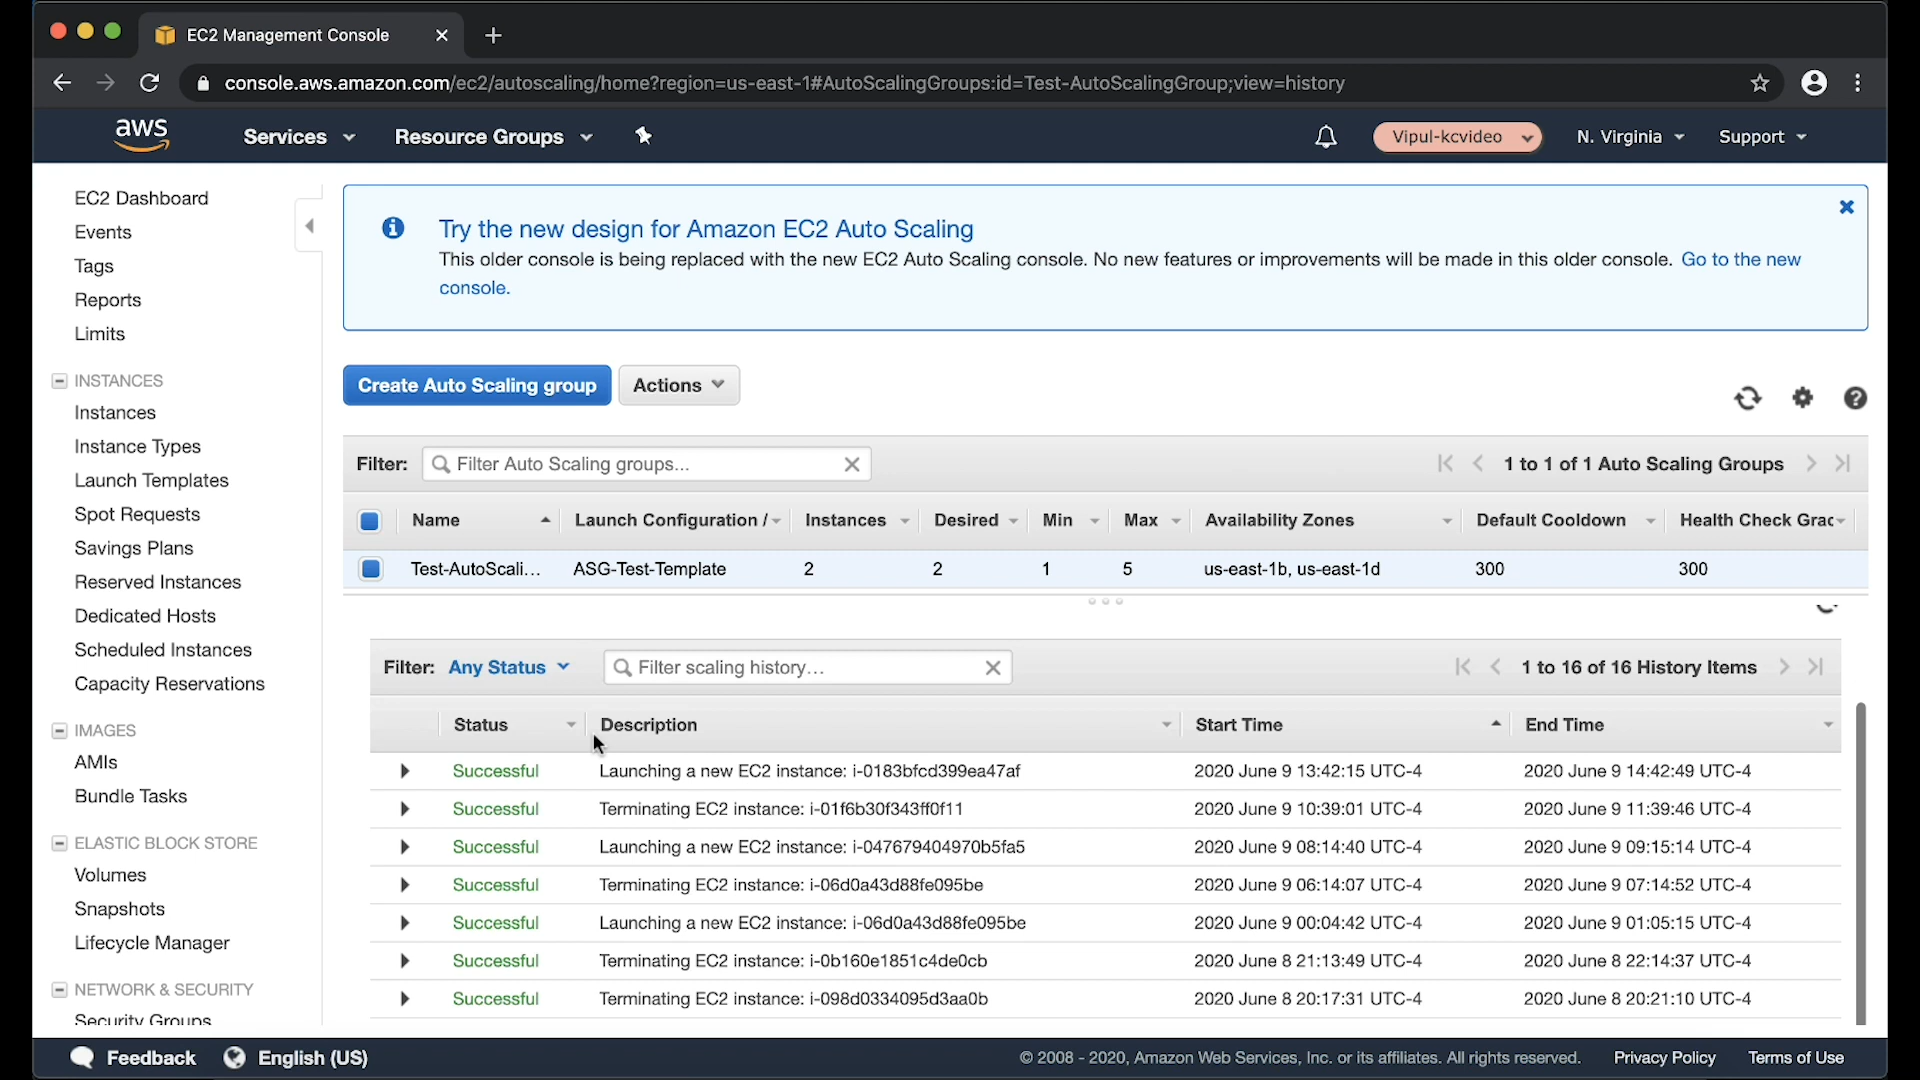 EC2 Management Console
console.aws.amazon.com/ec2/autoscaling/home?region=us-east-1#AutoScalingGroups:id=Test-AutoScalingGroup;view=history
aws Services Resource Groups Vipul-kcvideo N. Virginia Support
EC2 Dashboard
Events
Tags
Reports
Limits
INSTANCES
Instances
Instance Types
Launch Templates
Spot Requests
Savings Plans
Reserved Instances
Dedicated Hosts
Scheduled Instances
Capacity Reservations
IMAGES
AMIs
Bundle Tasks
ELASTIC BLOCK STORE
Volumes
Snapshots
Lifecycle Manager
NETWORK & SECURITY
Security Groups
Try the new design for Amazon EC2 Auto Scaling
This older console is being replaced with the new EC2 Auto Scaling console. No new features or improvements will be made in this older console. Go to the new
console.
Create Auto Scaling group Actions
Filter: Filter Auto Scaling groups... 1 to 1 of 1 Auto Scaling Groups
Name Launch Configuration / Instances Desired Min Max Availability Zones Default Cooldown Health Check Grac
Test-AutoScali... ASG-Test-Template 2 2 1 5 us-east-1b, us-east-1d 300 300
Filter: Any Status Filter scaling history... 1 to 16 of 16 History Items
Status Description Start Time End Time
Successful Launching a new EC2 instance: i-0183bfcd399ea47af 2020 June 9 13:42:15 UTC-4 2020 June 9 14:42:49 UTC-4
Successful Terminating EC2 instance: i-01f6b30f343ff0f11 2020 June 9 10:39:01 UTC-4 2020 June 9 11:39:46 UTC-4
Successful Launching a new EC2 instance: i-047679404970b5fa5 2020 June 9 08:14:40 UTC-4 2020 June 9 09:15:14 UTC-4
Successful Terminating EC2 instance: i-06d0a43d88fe095be 2020 June 9 06:14:07 UTC-4 2020 June 9 07:14:52 UTC-4
Successful Launching a new EC2 instance: i-06d0a43d88fe095be 2020 June 9 00:04:42 UTC-4 2020 June 9 01:05:15 UTC-4
Successful Terminating EC2 instance: i-0b160e1851c4de0cb 2020 June 8 21:13:49 UTC-4 2020 June 8 22:14:37 UTC-4
Successful Terminating EC2 instance: i-098d0334095d3aa0b 2020 June 8 20:17:31 UTC-4 2020 June 8 20:21:10 UTC-4
Feedback English (US) © 2008 - 2020, Amazon Web Services, Inc. or its affiliates. All rights reserved. Privacy Policy Terms of Use